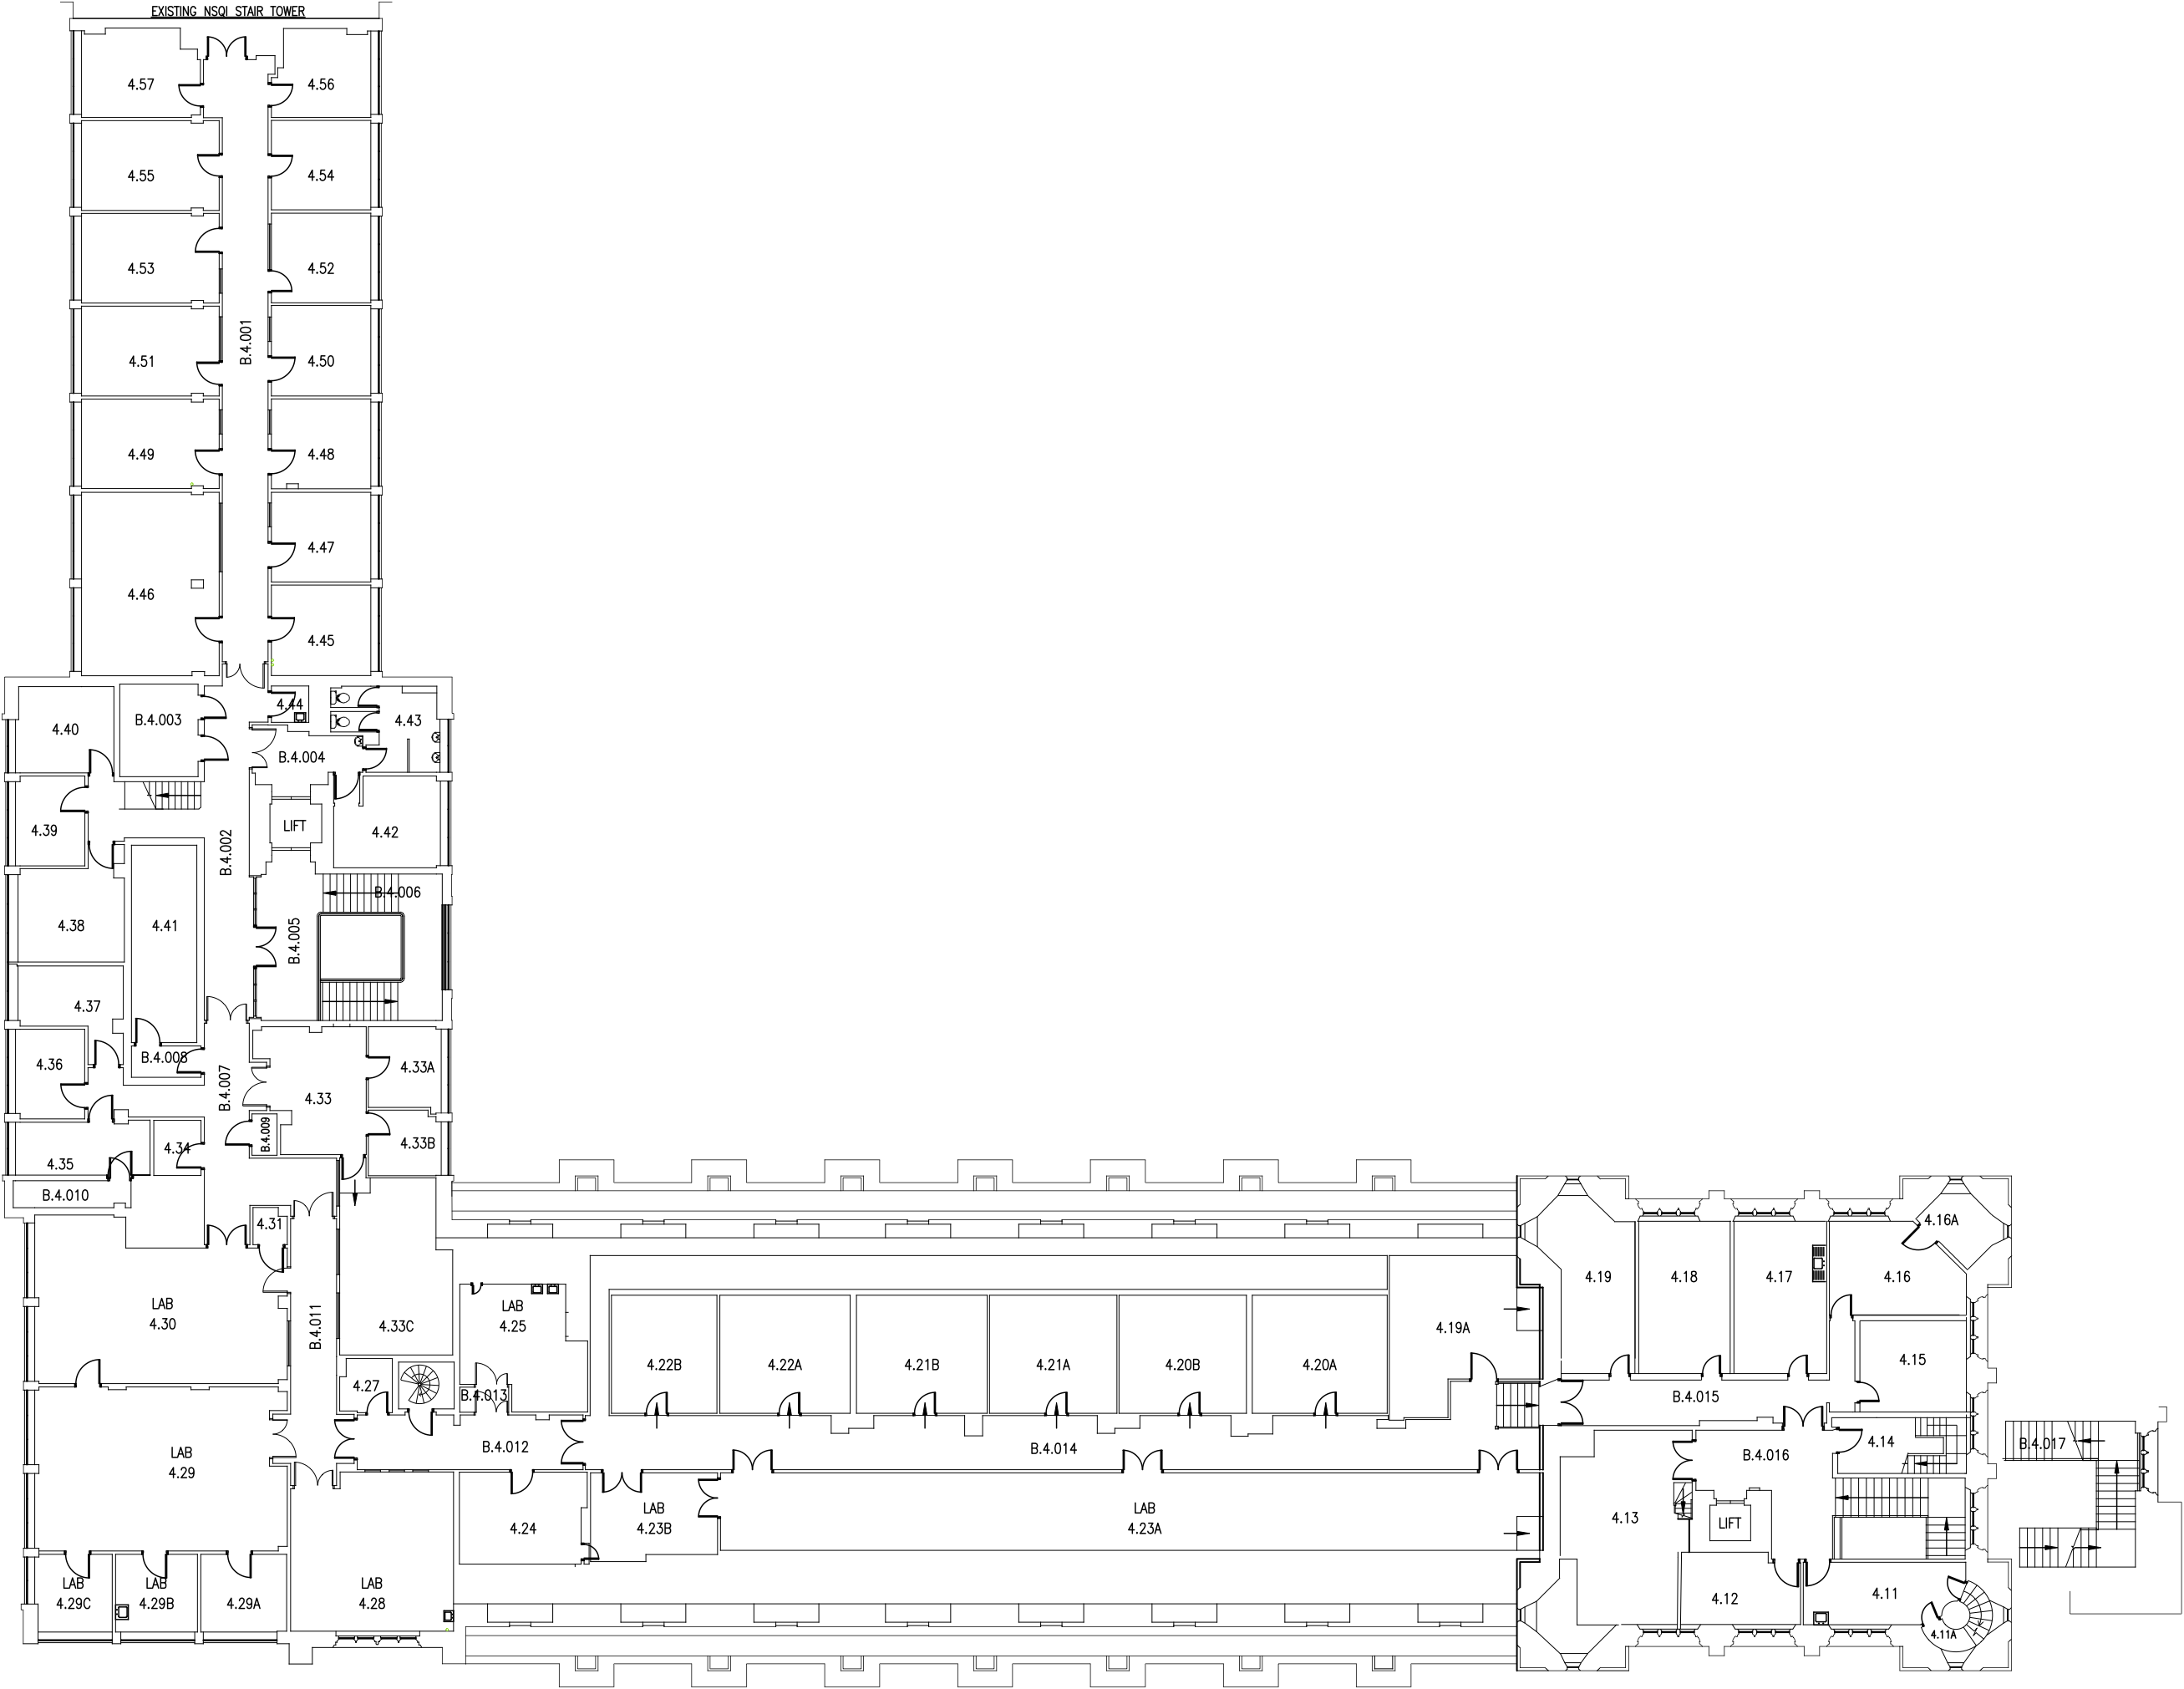 EXISTING NSQI STAIR TOWER
4.57
4.56
4.55
4.54
4.53
4.52
B.4.001
4.51
4.50
4.49
4.48
4.47
4.46
4.45
4.44
4.43
4.40
B.4.003
B.4.004
4.39
LIFT
4.42
B.4.002
B.4.006
4.38
4.41
B.4.005
4.37
B.4.008
4.36
B.4.007
4.33A
4.33
B.4.009
4.33B
4.34
4.35
B.4.010
4.31
LAB
4.30
B.4.011
4.33C
LAB
4.25
4.27
B.4.013
4.22B
4.22A
4.21B
4.21A
4.20B
4.20A
4.19A
4.19
4.18
4.17
4.16
4.16A
4.15
B.4.015
LAB
4.29
B.4.012
B.4.014
B.4.016
4.14
B.4.017
4.24
LAB
4.23B
LAB
4.23A
4.13
LIFT
LAB
4.29C
LAB
4.29B
4.29A
LAB
4.28
4.12
4.11
4.11A